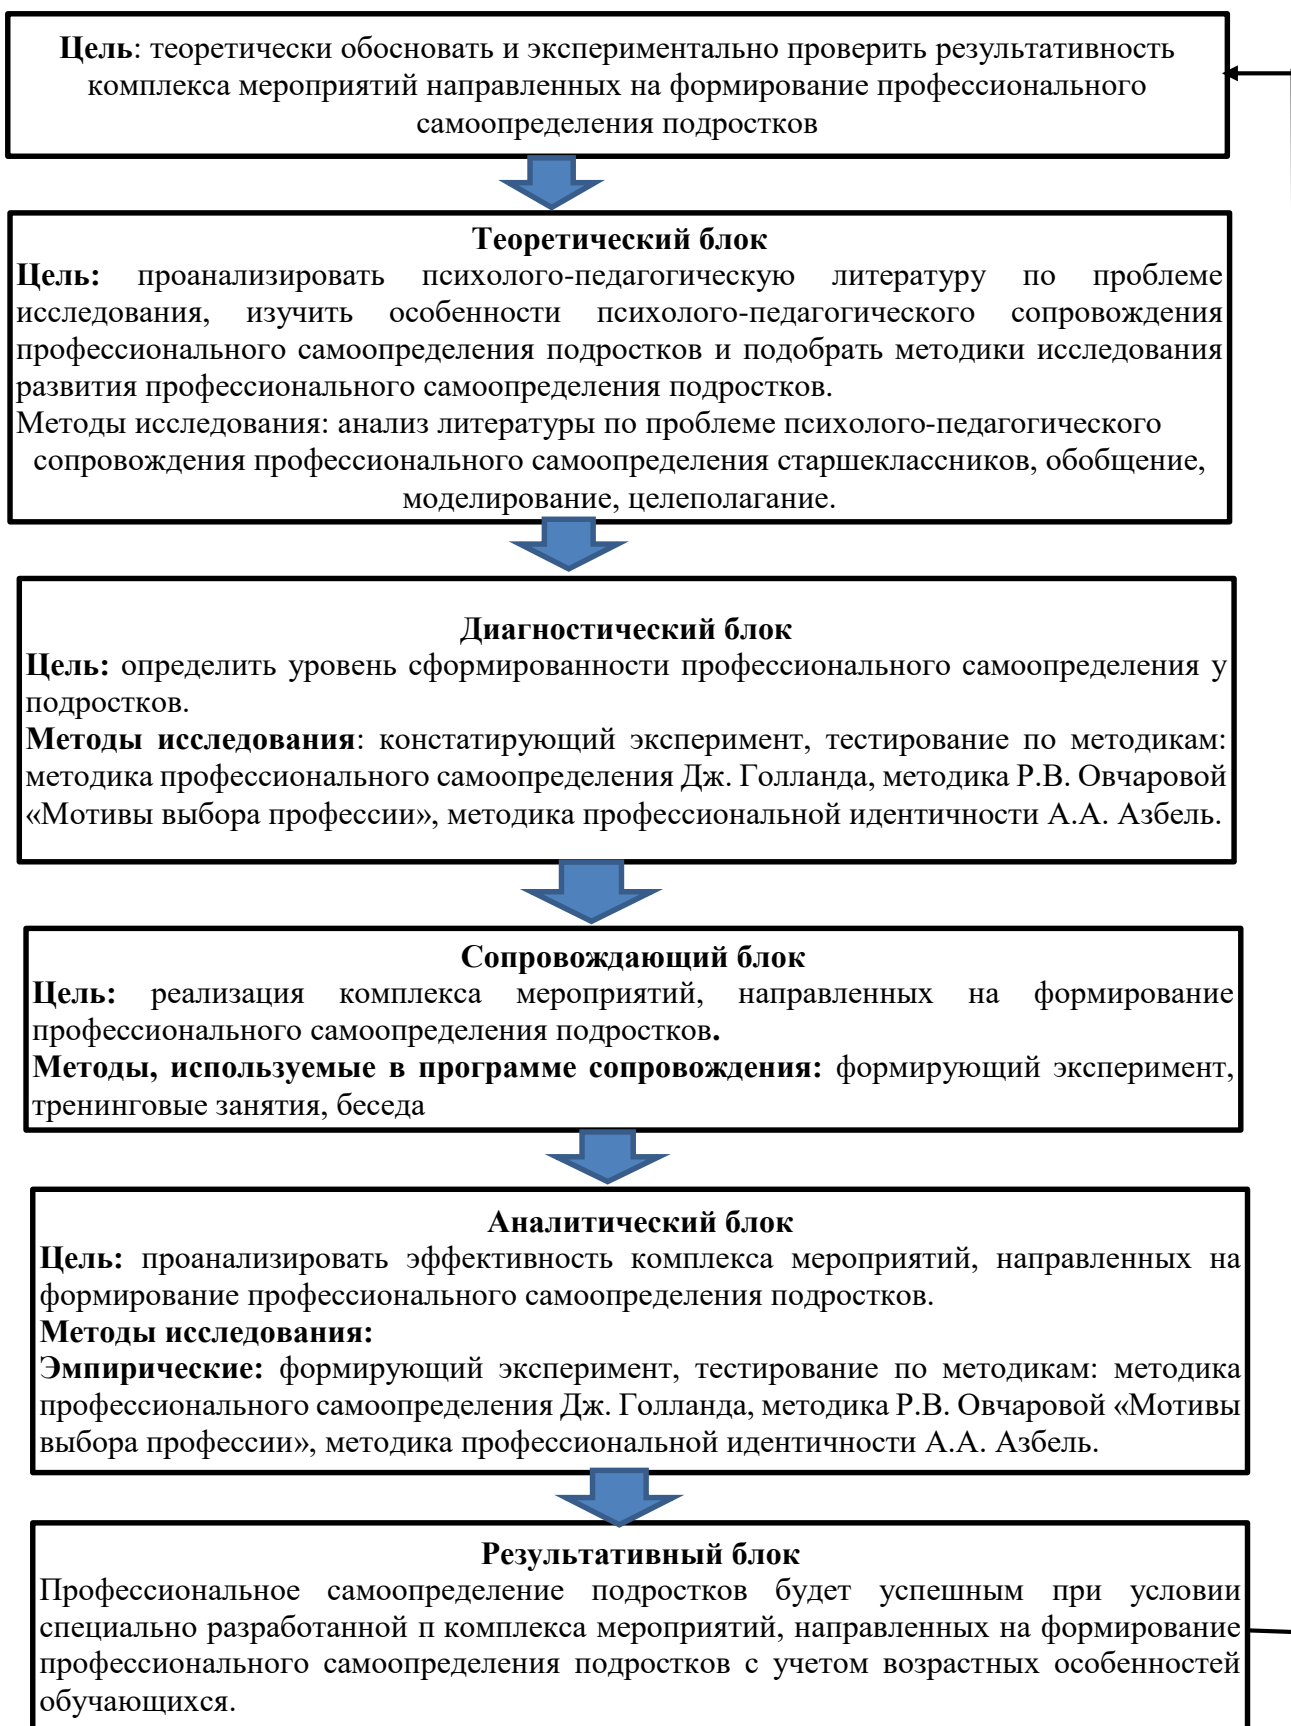 Цель: теоретически обосновать и экспериментально проверить результативность
комплекса мероприятий направленных на формирование профессионального
самоопределения подростков
Теоретический блок
Цель: проанализировать психолого-педагогическую литературу по проблеме
исследования, изучить особенности психолого-педагогического сопровождения
профессионального самоопределения подростков и подобрать методики исследования
развития профессионального самоопределения подростков.
Методы исследования: анализ литературы по проблеме психолого-педагогического
сопровождения профессионального самоопределения старшеклассников, обобщение,
моделирование, целеполагание.
Диагностический блок
Цель: определить уровень сформированности профессионального самоопределения у
подростков.
Методы исследования: констатирующий эксперимент, тестирование по методикам:
методика профессионального самоопределения Дж. Голланда, методика Р.В. Овчаровой
«Мотивы выбора профессии», методика профессиональной идентичности А.А. Азбель.
Сопровождающий блок
Цель: реализация комплекса мероприятий, направленных на формирование
профессионального самоопределения подростков.
Методы, используемые в программе сопровождения: формирующий эксперимент,
тренинговые занятия, беседа
Аналитический блок
Цель: проанализировать эффективность комплекса мероприятий, направленных на
формирование профессионального самоопределения подростков.
Методы исследования:
Эмпирические: формирующий эксперимент, тестирование по методикам: методика
профессионального самоопределения Дж. Голланда, методика Р.В. Овчаровой «Мотивы
выбора профессии», методика профессиональной идентичности А.А. Азбель.
Результативный блок
Профессиональное самоопределение подростков будет успешным при условии
специально разработанной п комплекса мероприятий, направленных на формирование
профессионального самоопределения подростков с учетом возрастных особенностей
обучающихся.